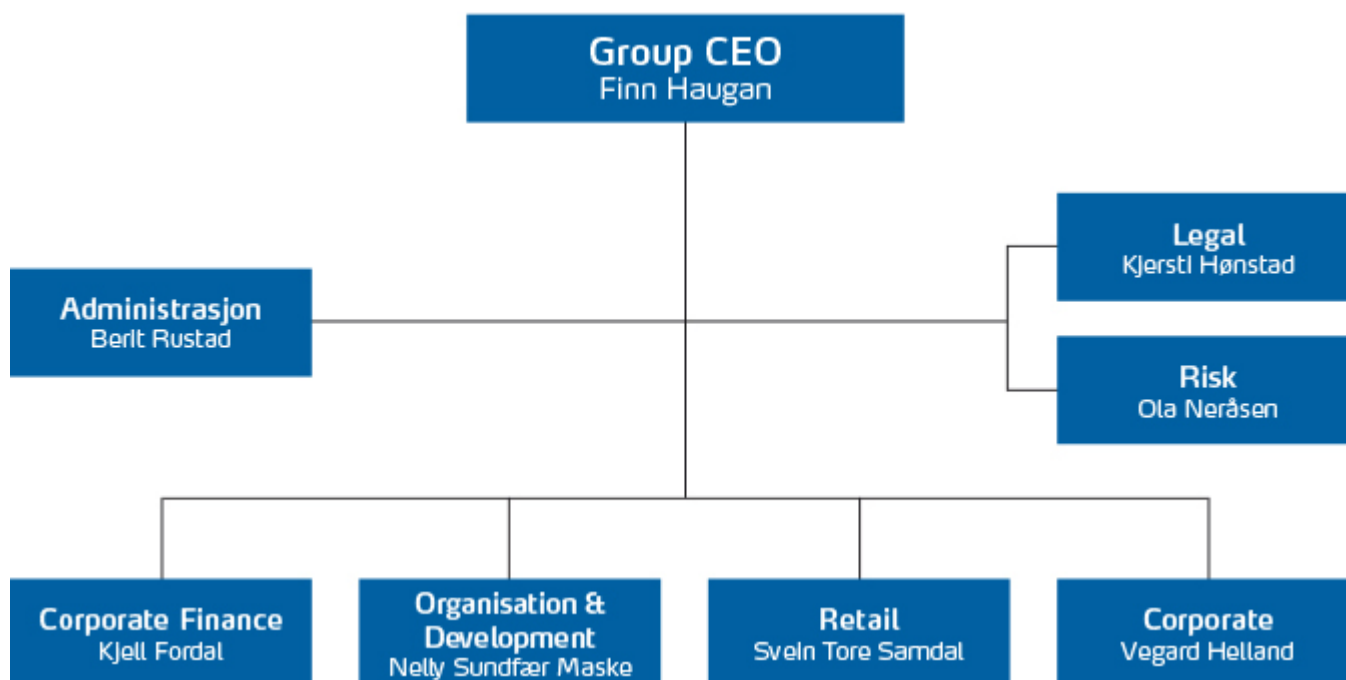 Group CEO
Finn Haugan
Legal
Kjersti Hønstad
Administrasjon
Berit Rustad
Risk
Ola Neråsen
Corporate Finance
Kjell Fordal
Organisation &
Development
Nelly Sundfær Maske
Retail
Svein Tore Samdal
Corporate
Vegard Helland